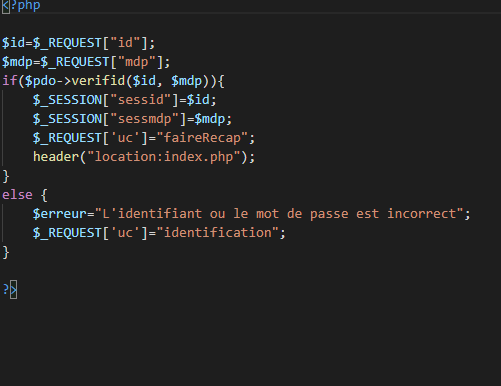 <?php
$id=$_REQUEST["id"];
$mdp=$_REQUEST["mdp"];
if($pdo->verifid($id, $mdp)){
    $_SESSION["sessid"]=$id;
    $_SESSION["sessmdp"]=$mdp;
    $_REQUEST['uc']="faireRecap";
    header("location:index.php");
}
else {
    $erreur="L'identifiant ou le mot de passe est incorrect";
    $_REQUEST['uc']="identification";
}
?>